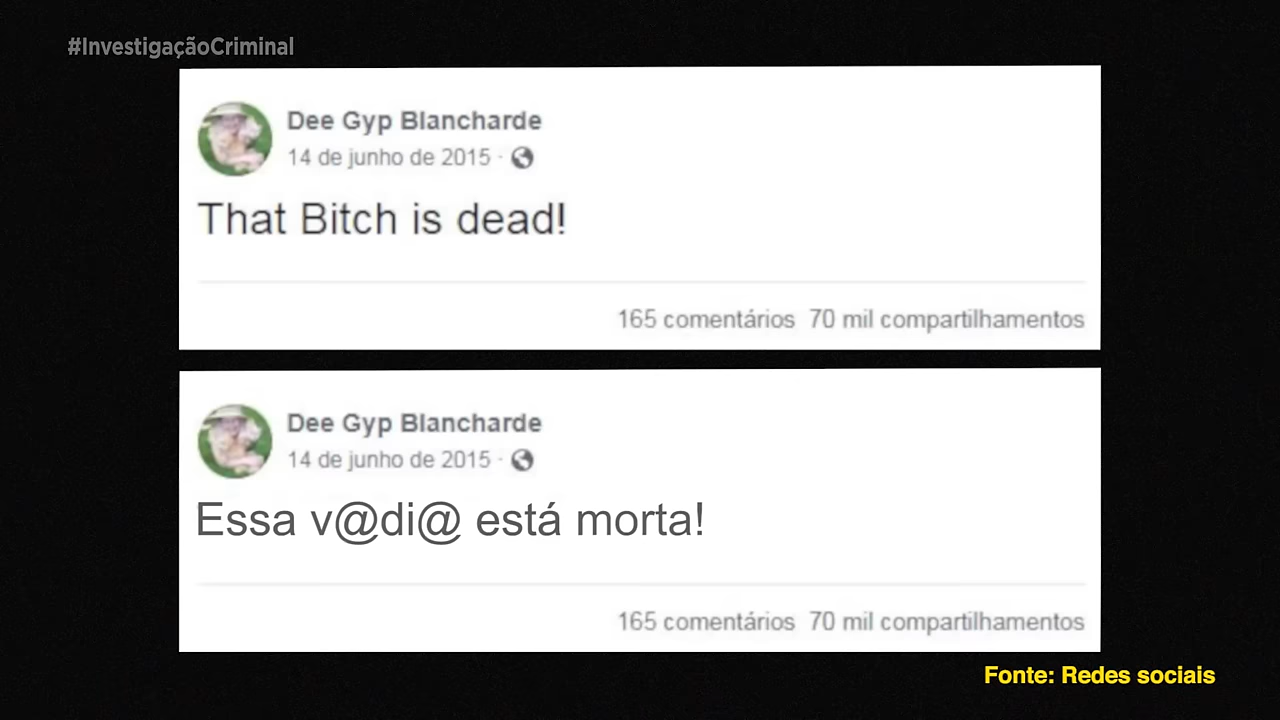 #InvestigaçãoCriminal
Dee Gyp Blancharde
14 de junho de 2015 ·
That Bitch is dead!
165 comentários 70 mil compartilhamentos
Dee Gyp Blancharde
14 de junho de 2015 ·
Essa v@di@ está morta!
165 comentários 70 mil compartilhamentos
Fonte: Redes sociais